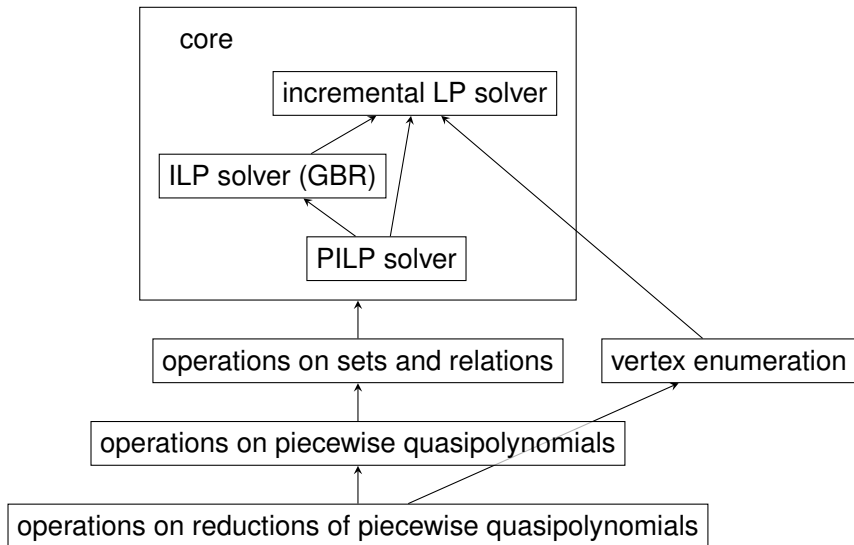 core
incremental LP solver
ILP solver (GBR)
PILP solver
operations on sets and relations
vertex enumeration
operations on piecewise quasipolynomials
operations on reductions of piecewise quasipolynomials